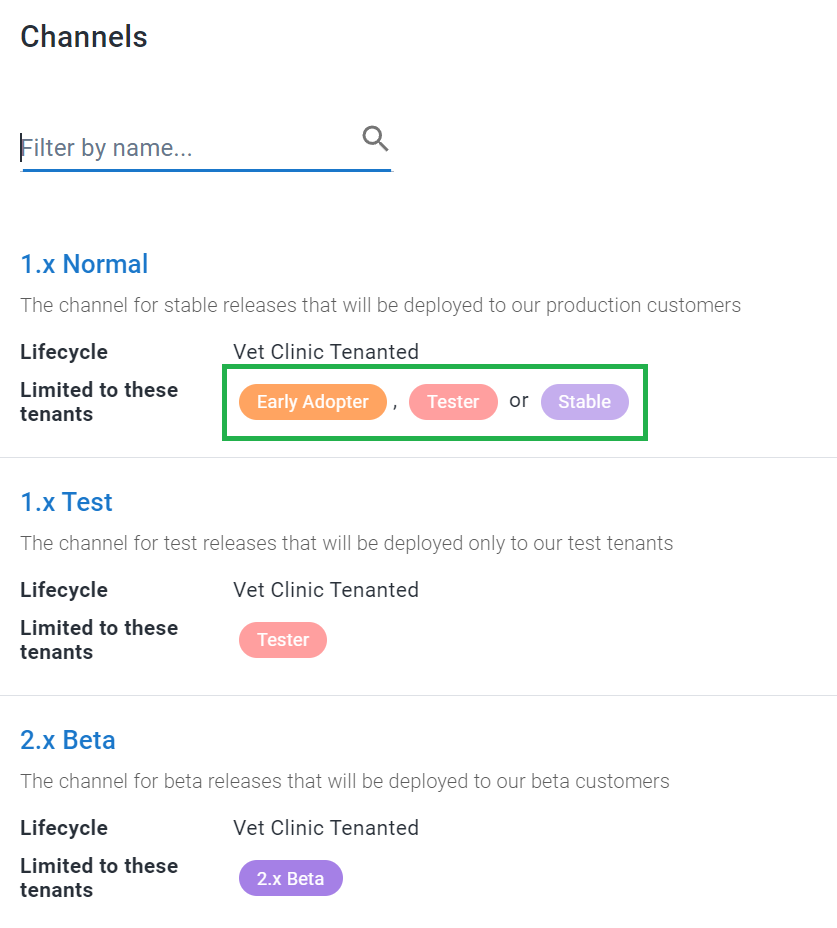 Channels
Filter by name...
1.x Normal
The channel for stable releases that will be deployed to our production customers
Lifecycle Vet Clinic Tenanted
Limited to these tenants Early Adopter , Tester or Stable
1.x Test
The channel for test releases that will be deployed only to our test tenants
Lifecycle Vet Clinic Tenanted
Limited to these tenants Tester
2.x Beta
The channel for beta releases that will be deployed to our beta customers
Lifecycle Vet Clinic Tenanted
Limited to these tenants 2.x Beta